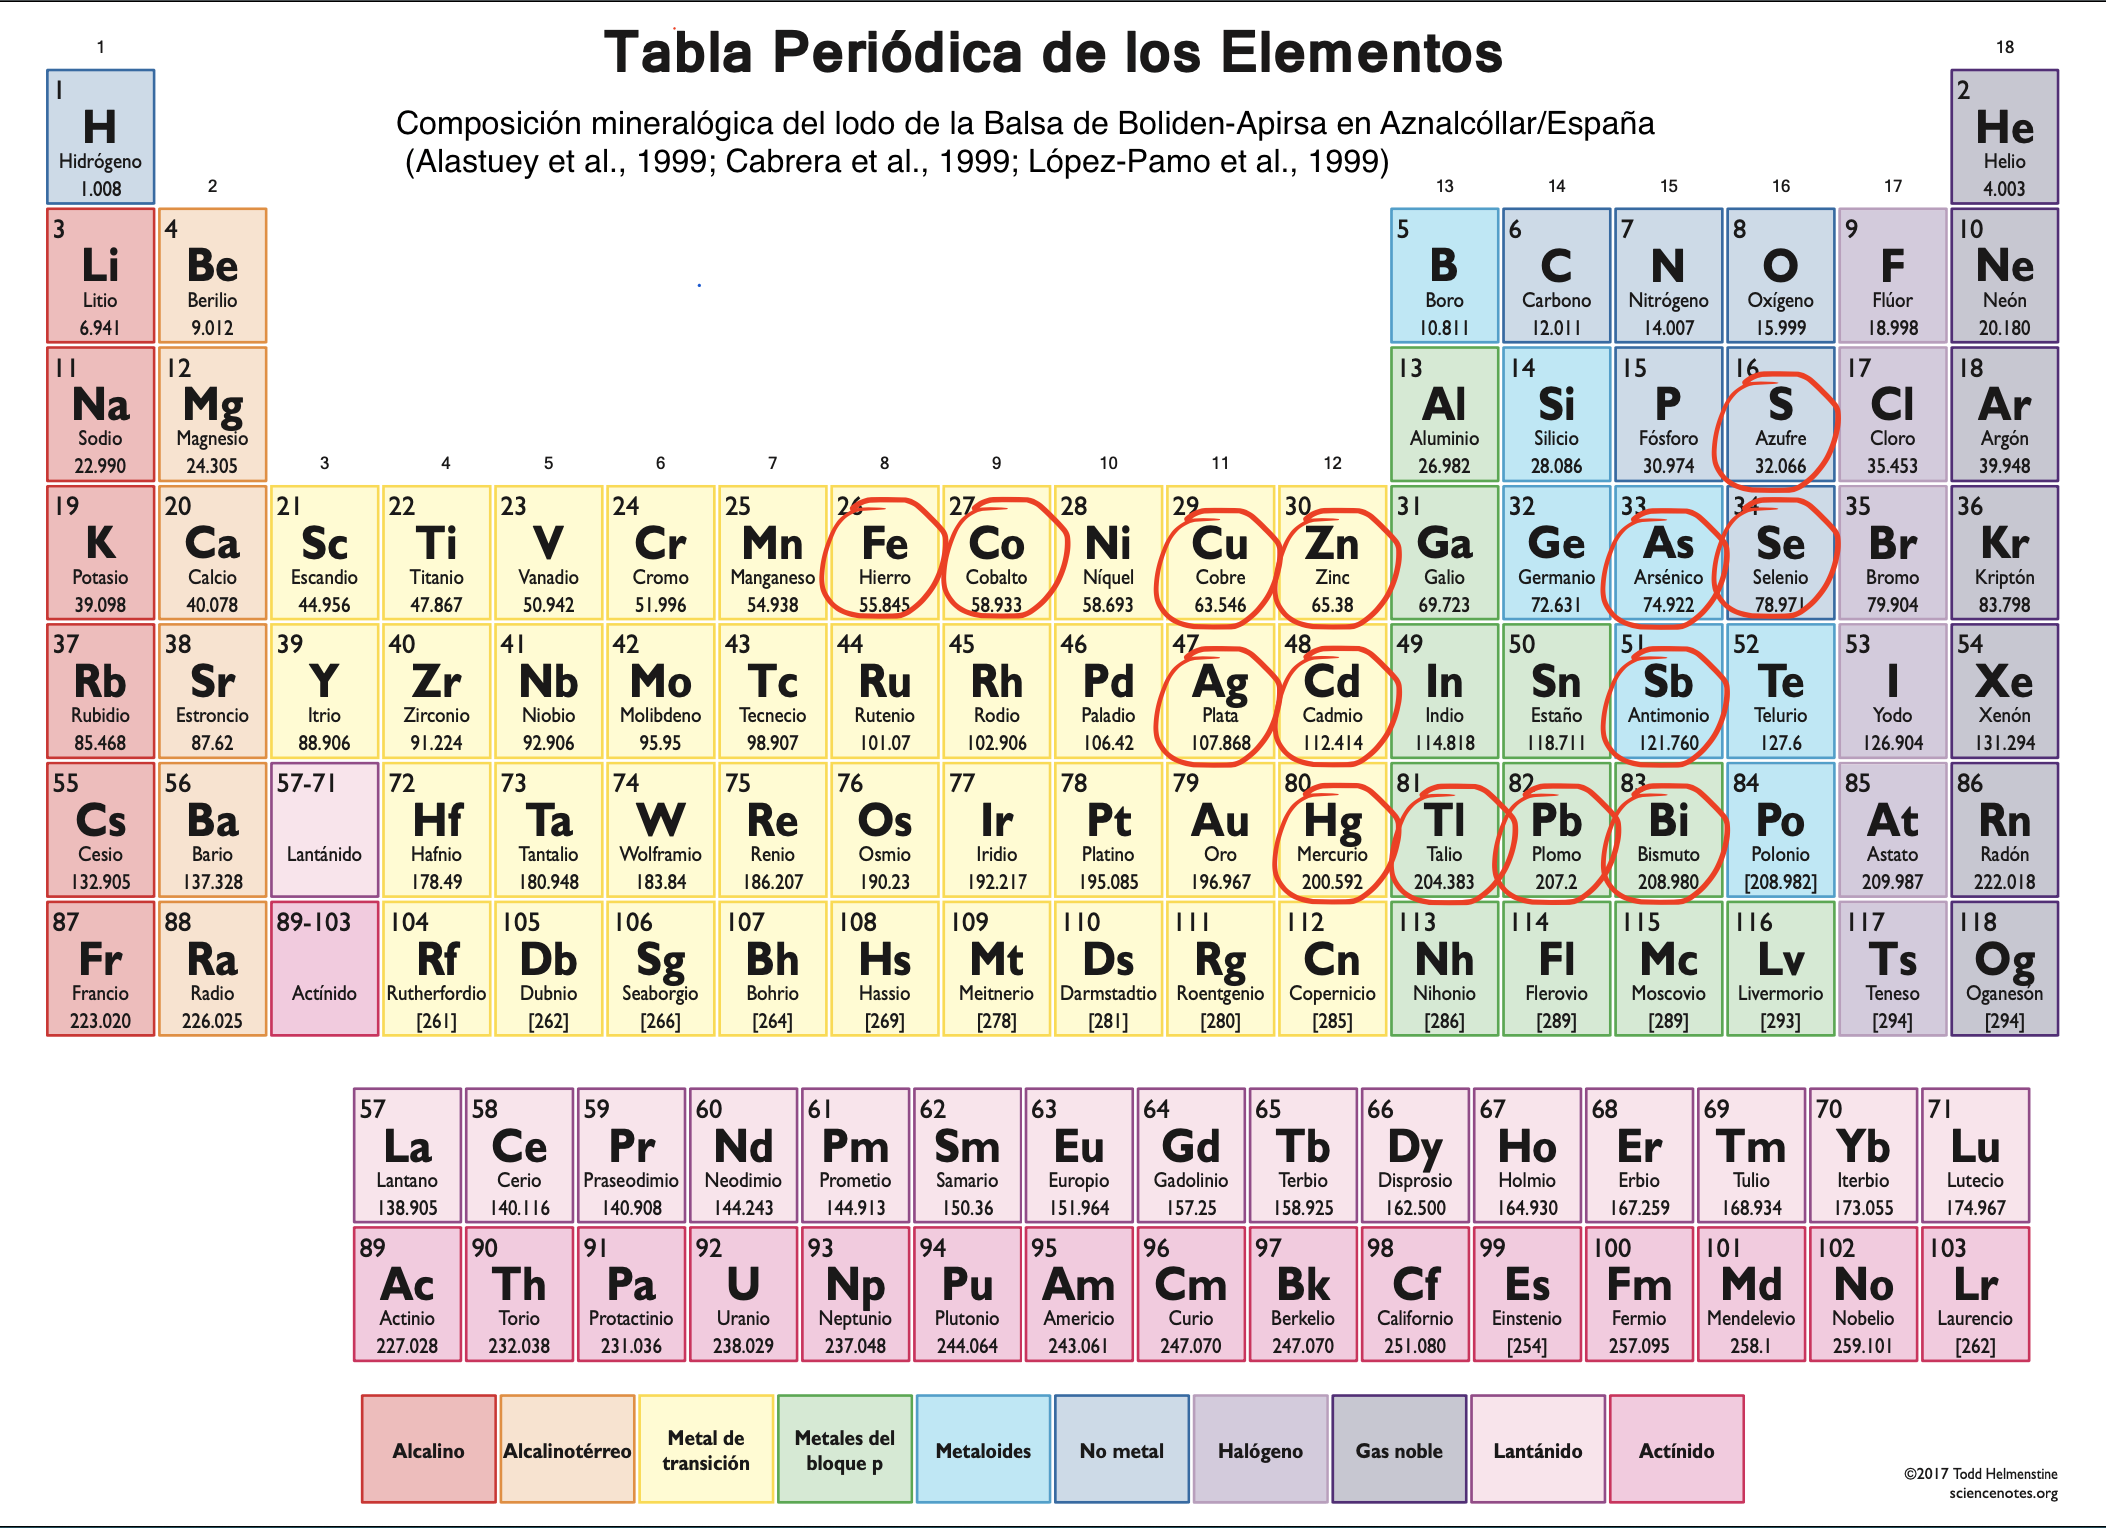 Tabla Periódica de los Elementos
Composición mineralógica del lodo de la Balsa de Boliden-Apirsa en Aznalcóllar/España
(Alastuey et al., 1999; Cabrera et al., 1999; López-Pamo et al., 1999)
1 18
1 2
H He
Hidrógeno Helio
1.008 4.003
2 13 14 15 16 17
3 4 5 6 7 8 9 10
Li Be B C N O F Ne
Litio Berilio Boro Carbono Nitrógeno Oxígeno Flúor Neón
6.941 9.012 10.811 12.011 14.007 15.999 18.998 20.180
11 12 13 14 15 16 17 18
Na Mg Al Si P S Cl Ar
Sodio Magnesio Aluminio Silicio Fósforo Azufre Cloro Argón
22.990 24.305 26.982 28.086 30.974 32.066 35.453 39.948
3 4 5 6 7 8 9 10 11 12
19 20 21 22 23 24 25 26 27 28 29 30 31 32 33 34 35 36
K Ca Sc Ti V Cr Mn Fe Co Ni Cu Zn Ga Ge As Se Br Kr
Potasio Calcio Escandio Titanio Vanadio Cromo Manganeso Hierro Cobalto Níquel Cobre Zinc Galio Germanio Arsénico Selenio Bromo Kriptón
39.098 40.078 44.956 47.867 50.942 51.996 54.938 55.845 58.933 58.693 63.546 65.38 69.723 72.631 74.922 78.971 79.904 83.798
37 38 39 40 41 42 43 44 45 46 47 48 49 50 51 52 53 54
Rb Sr Y Zr Nb Mo Tc Ru Rh Pd Ag Cd In Sn Sb Te I Xe
Rubidio Estroncio Itrio Zirconio Niobio Molibdeno Tecnecio Rutenio Rodio Paladio Plata Cadmio Indio Estaño Antimonio Telurio Yodo Xenón
85.468 87.62 88.906 91.224 92.906 95.95 98.907 101.07 102.906 106.42 107.868 112.414 114.818 118.711 121.760 127.6 126.904 131.294
55 56 57-71 72 73 74 75 76 77 78 79 80 81 82 83 84 85 86
Cs Ba Hf Ta W Re Os Ir Pt Au Hg Tl Pb Bi Po At Rn
Cesio Bario Lantánido Hafnio Tantalio Wolframio Renio Osmio Iridio Platino Oro Mercurio Talio Plomo Bismuto Polonio Astato Radón
132.905 137.328 178.49 180.948 183.84 186.207 190.23 192.217 195.085 196.967 200.592 204.383 207.2 208.980 [208.982] 209.987 222.018
87 88 89-103 104 105 106 107 108 109 110 111 112 113 114 115 116 117 118
Fr Ra Rf Db Sg Bh Hs Mt Ds Rg Cn Nh Fl Mc Lv Ts Og
Francio Radio Actínido Rutherfordio Dubnio Seaborgio Bohrio Hassio Meitnerio Darmstadtio Roentgenio Copernicio Nihonio Flerovio Moscovio Livermorio Teneso Oganesón
223.020 226.025 [261] [262] [266] [264] [269] [278] [281] [280] [285] [286] [289] [289] [293] [294] [294]
57 58 59 60 61 62 63 64 65 66 67 68 69 70 71
La Ce Pr Nd Pm Sm Eu Gd Tb Dy Ho Er Tm Yb Lu
Lantano Cerio Praseodimio Neodimio Prometio Samario Europio Gadolinio Terbio Disprosio Holmio Erbio Tulio Iterbio Lutecio
138.905 140.116 140.908 144.243 144.913 150.36 151.964 157.25 158.925 162.500 164.930 167.259 168.934 173.055 174.967
89 90 91 92 93 94 95 96 97 98 99 100 101 102 103
Ac Th Pa U Np Pu Am Cm Bk Cf Es Fm Md No Lr
Actinio Torio Protactinio Uranio Neptunio Plutonio Americio Curio Berkelio Californio Einstenio Fermio Mendelevio Nobelio Laurencio
227.028 232.038 231.036 238.029 237.048 244.064 243.061 247.070 247.070 251.080 [254] 257.095 258.1 259.101 [262]
Alcalino Alcalinotérreo Metal de transición Metales del bloque p Metaloides No metal Halógeno Gas noble Lantánido Actínido
©2017 Todd Helmenstine
sciencenotes.org